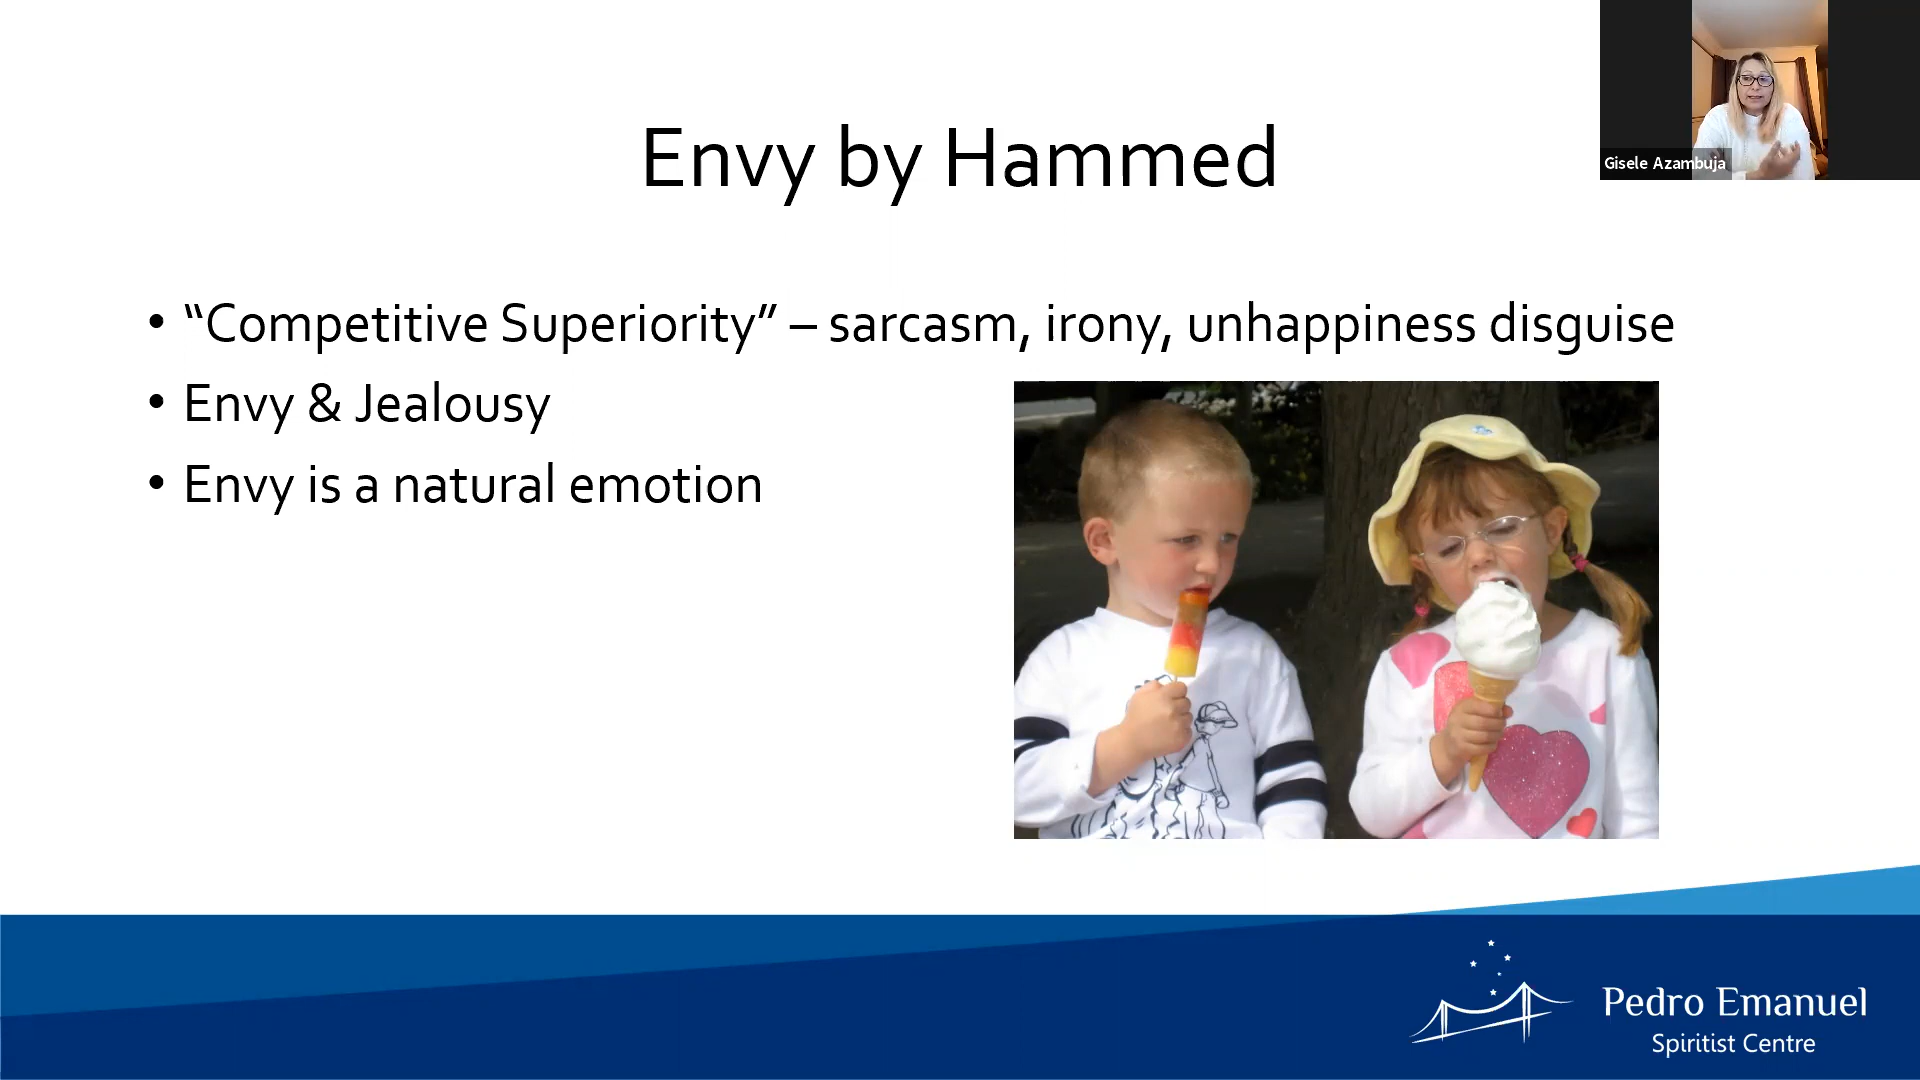 Gisele Azambuja
Envy by Hammed
• “Competitive Superiority” – sarcasm, irony, unhappiness disguise
• Envy & Jealousy
• Envy is a natural emotion
Pedro Emanuel
Spiritist Centre